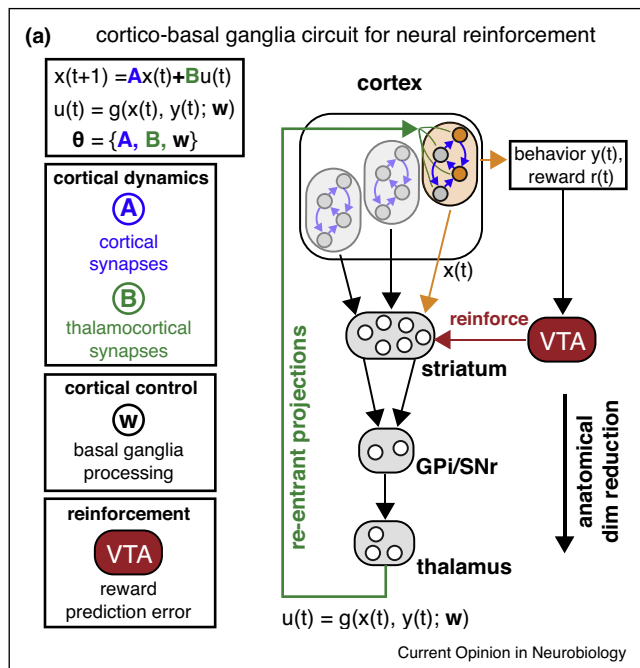 (a) cortico-basal ganglia circuit for neural reinforcement
x(t+1) =Ax(t)+Bu(t)
u(t) = g(x(t), y(t); w)
θ = {A, B, w}
cortical dynamics
A
cortical
synapses
B
thalamocortical
synapses
cortical control
w
basal ganglia
processing
reinforcement
VTA
reward
prediction error
cortex
behavior y(t),
reward r(t)
x(t)
reinforce
VTA
striatum
re-entrant projections
GPi/SNr
anatomical
dim reduction
thalamus
u(t) = g(x(t), y(t); w)
Current Opinion in Neurobiology